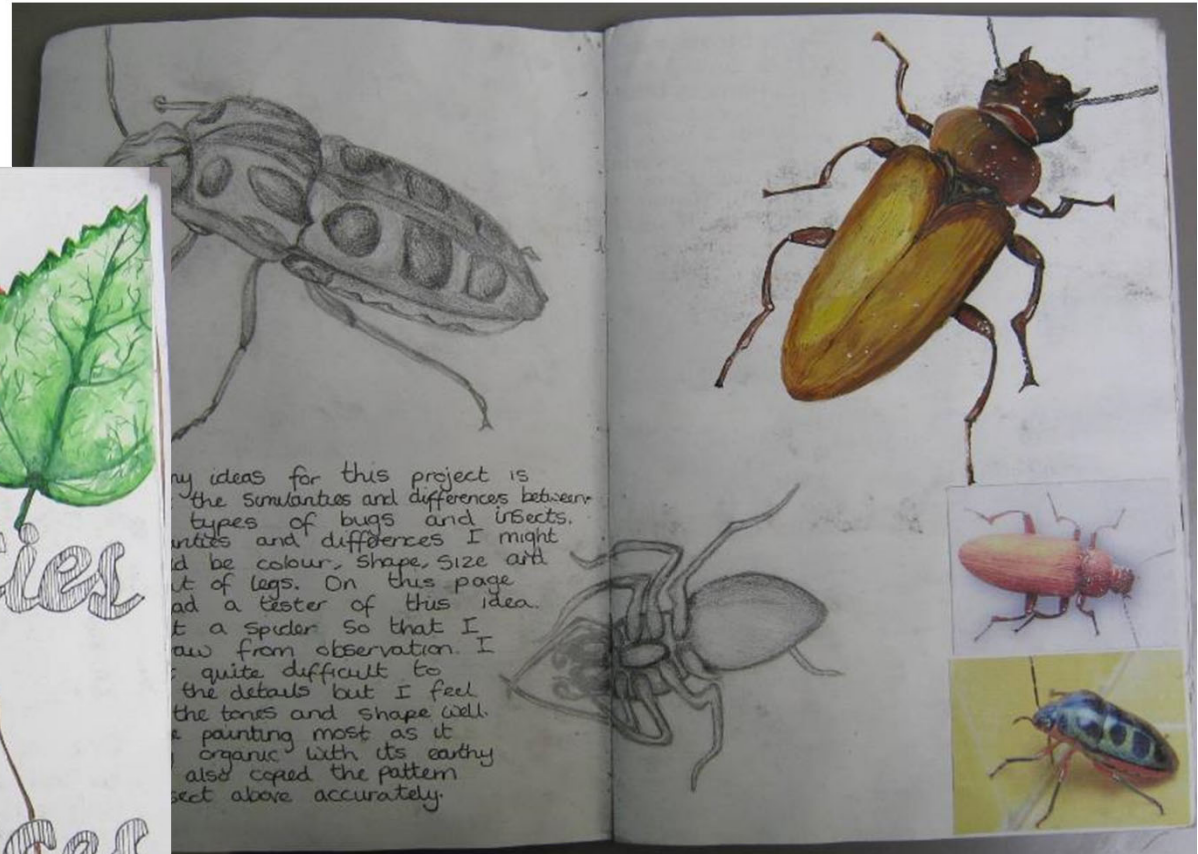 ies
ny ideas for this project is
the similarities and differences between
types of bugs and insects.
and differences I might
d be colour, shape, size and
of legs. On this page
ad a tester of this idea.
t a spider so that I
aw from observation. I
quite difficult to
the details but I feel
the tones and shape well.
painting most as it
organic with its earthy
also copied the pattern
sect above accurately.
ces